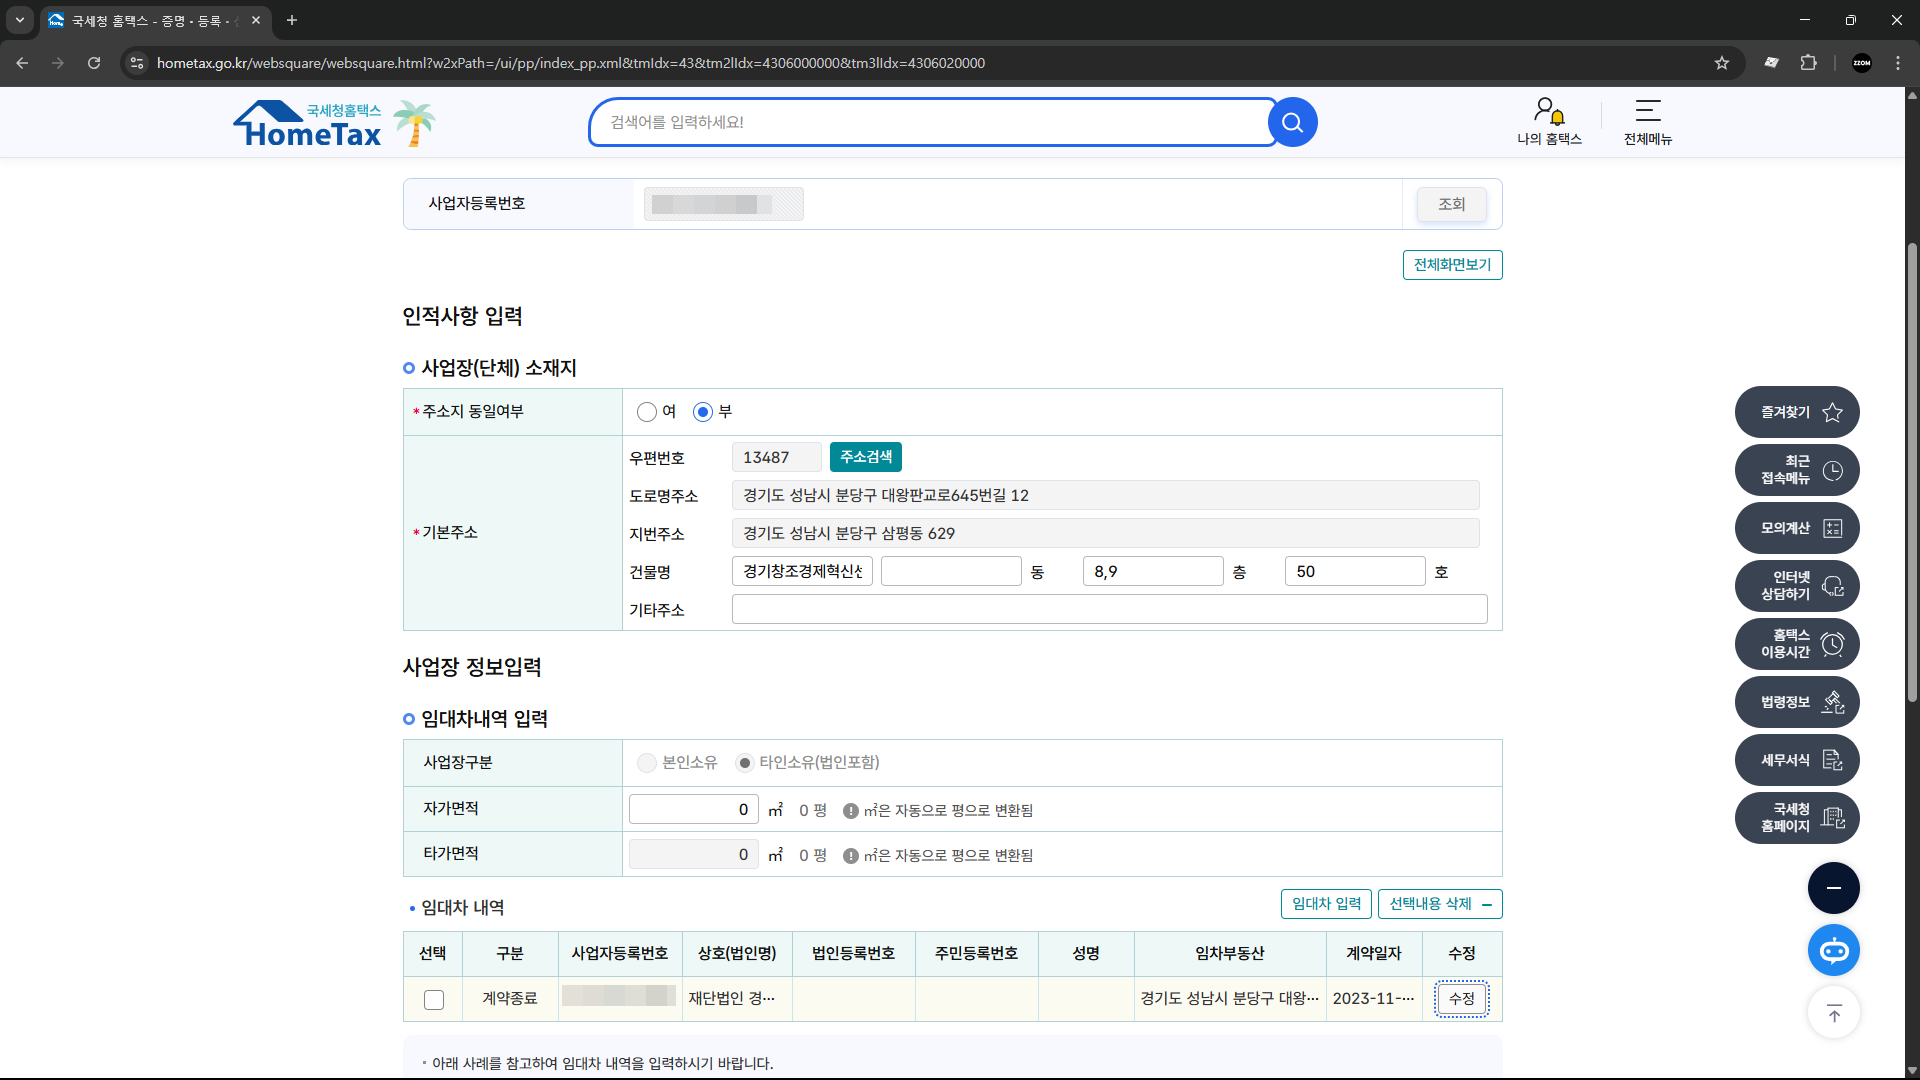 국세청 홈택스 - 증명 · 등록 ·
hometax.go.kr/websquare/websquare.html?w2xPath=/ui/pp/index_pp.xml&tmIdx=43&tm2lIdx=4306000000&tm3lIdx=4306020000
ZZOM
국세청홈택스
HomeTax
검색어를 입력하세요!
나의 홈택스
전체메뉴
사업자등록번호
조회
전체화면보기
인적사항 입력
사업장(단체) 소재지
* 주소지 동일여부 여 부
* 기본주소
우편번호 13487 주소검색
도로명주소 경기도 성남시 분당구 대왕판교로645번길 12
지번주소 경기도 성남시 분당구 삼평동 629
건물명 경기창조경제혁신센 동 8,9 층 50 호
기타주소
사업장 정보입력
임대차내역 입력
사업장구분 본인소유 타인소유(법인포함)
자가면적 0 ㎡ 0 평 ㎡은 자동으로 평으로 변환됨
타가면적 0 ㎡ 0 평 ㎡은 자동으로 평으로 변환됨
임대차 내역 임대차 입력 선택내용 삭제
선택 구분 사업자등록번호 상호(법인명) 법인등록번호 주민등록번호 성명 임차부동산 계약일자 수정
계약종료 재단법인 경··· 경기도 성남시 분당구 대왕··· 2023-11-··· 수정
아래 사례를 참고하여 임대차 내역을 입력하시기 바랍니다.
즐겨찾기
최근
접속메뉴
모의계산
인터넷
상담하기
홈택스
이용시간
법령정보
세무서식
국세청
홈페이지